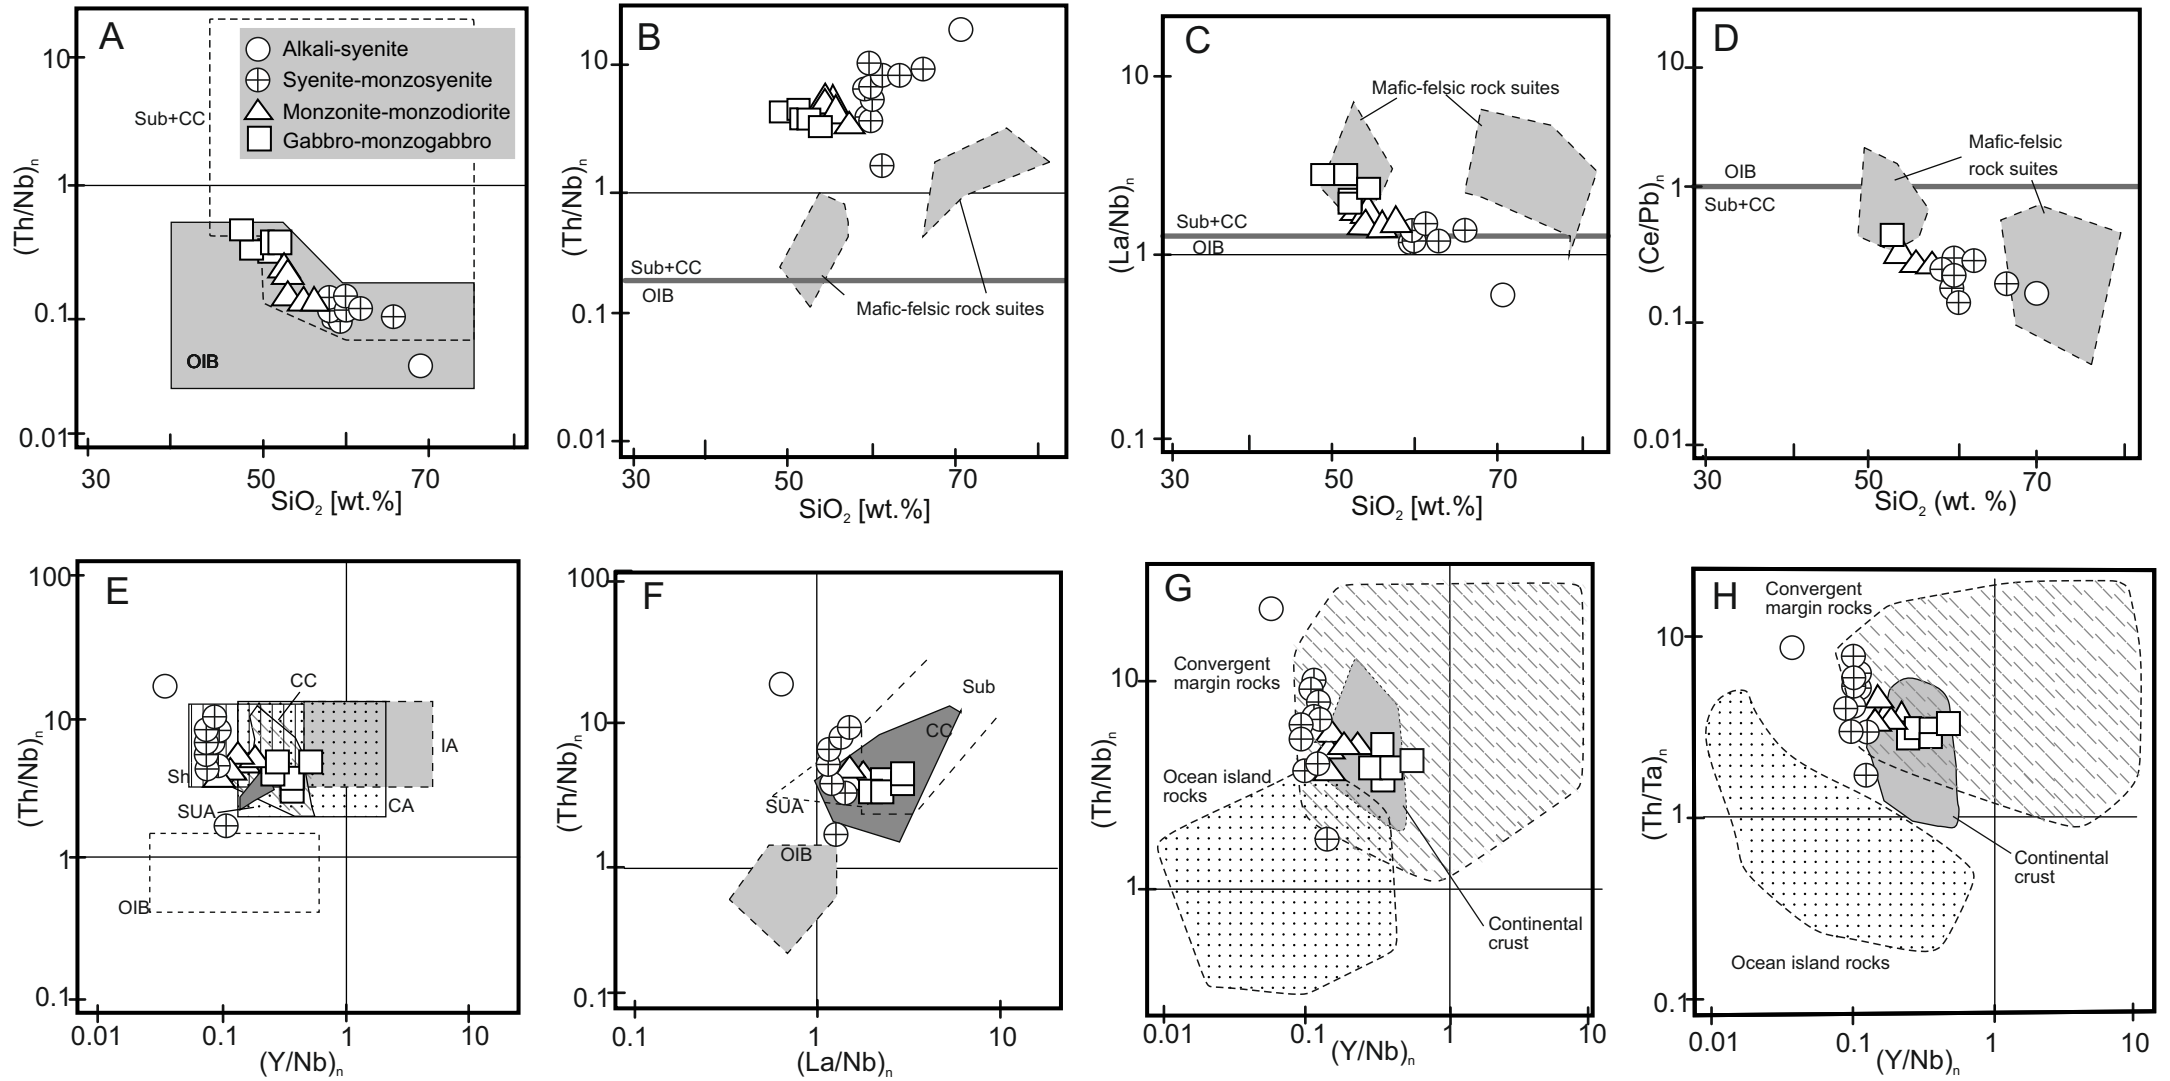 A
Alkali-syenite
Syenite-monzosyenite
Monzonite-monzodiorite
Gabbro-monzogabbro
Sub+CC
OIB
10
1
0.1
0.01
(Th/Nb)n
30
50
70
SiO2 [wt.%]
B
Sub+CC
OIB
Mafic-felsic rock suites
10
1
0.1
0.01
(Th/Nb)n
30
50
70
SiO2 [wt.%]
C
Mafic-felsic rock suites
Sub+CC
OIB
10
1
0.1
(La/Nb)n
30
50
70
SiO2 [wt.%]
D
Mafic-felsic
rock suites
OIB
Sub+CC
10
1
0.1
0.01
(Ce/Pb)n
30
50
70
SiO2 (wt. %)
E
CC
IA
Sh
SUA
CA
OIB
100
10
1
0.1
(Th/Nb)n
0.01
0.1
1
10
(Y/Nb)n
F
Sub
CC
SUA
OIB
100
10
1
0.1
(Th/Nb)n
0.1
1
10
(La/Nb)n
G
Convergent
margin rocks
Ocean island
rocks
Continental
crust
10
1
(Th/Nb)n
0.01
0.1
1
10
(Y/Nb)n
H
Convergent
margin rocks
Continental
crust
Ocean island rocks
10
1
0.1
(Th/Ta)n
0.01
0.1
1
10
(Y/Nb)n